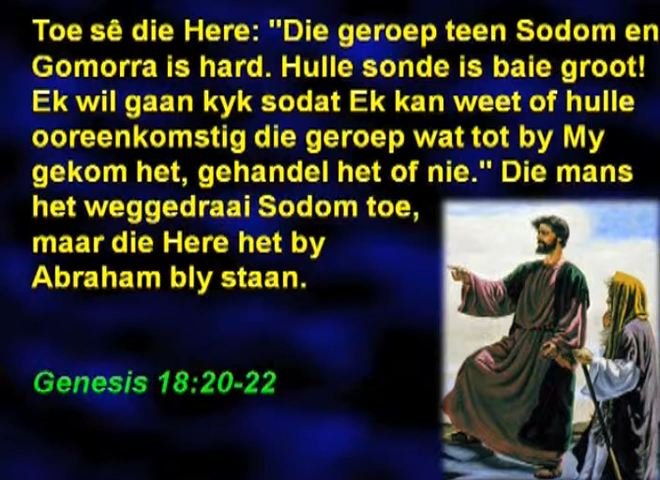 Toe sê die Here: "Die geroep teen Sodom en
Gomorra is hard. Hulle sonde is baie groot!
Ek wil gaan kyk sodat Ek kan weet of hulle
ooreenkomstig die geroep wat tot by My
gekom het, gehandel het of nie." Die mans
het weggedraai Sodom toe,
maar die Here het by
Abraham bly staan.
Genesis 18:20-22